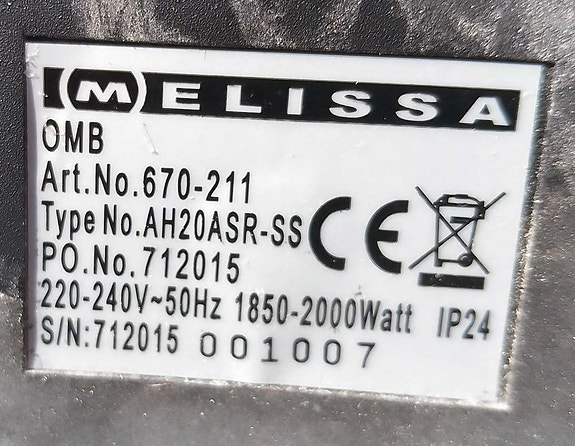 MELISSA
OMB
Art.No.670-211
Type No.AH20ASR-SS
PO.No.712015
220-240V~50Hz 1850-2000Watt IP24
S/N:712015 001007
CE